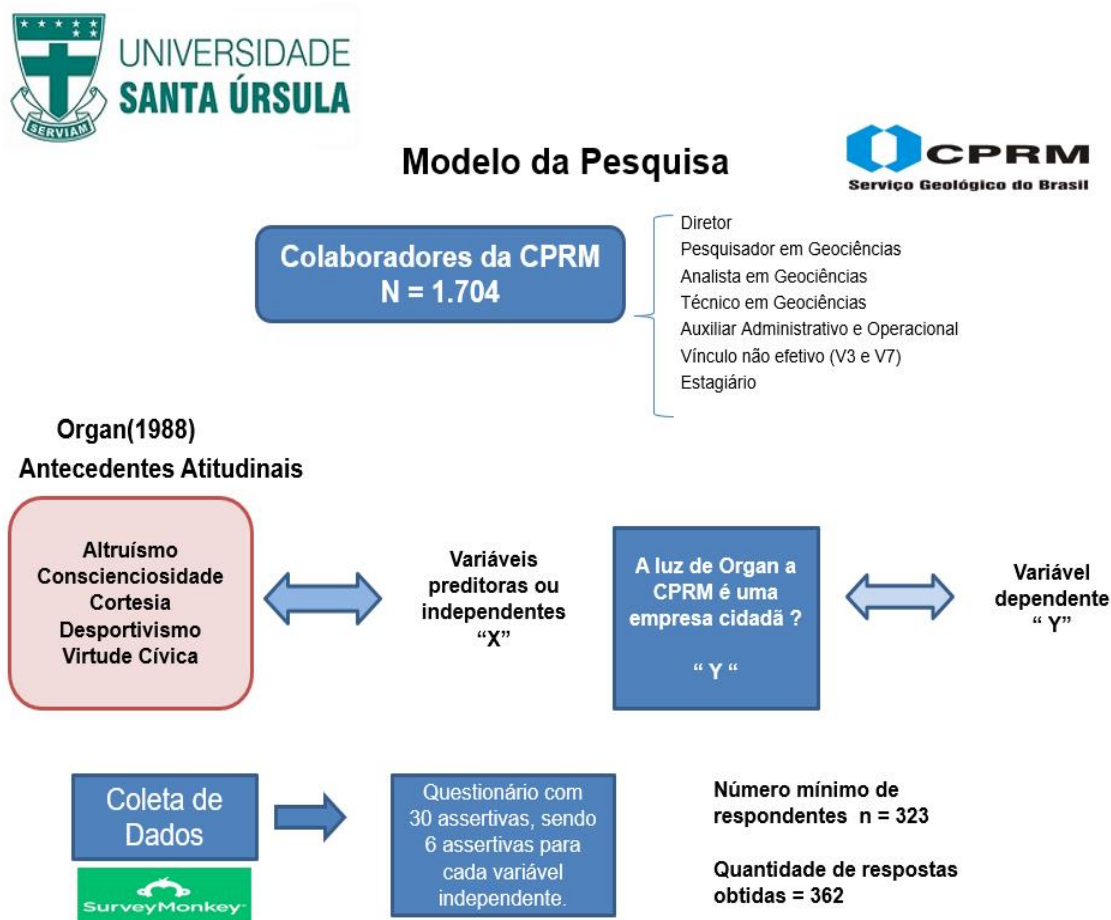 UNIVERSIDADE
SANTA ÚRSULA
SERVIAM
Modelo da Pesquisa
CPRM
Serviço Geológico do Brasil
Colaboradores da CPRM
N = 1.704
Diretor
Pesquisador em Geociências
Analista em Geociências
Técnico em Geociências
Auxiliar Administrativo e Operacional
Vínculo não efetivo (V3 e V7)
Estagiário
Organ(1988)
Antecedentes Atitudinais
Altruísmo
Conscienciosidade
Cortesia
Desportivismo
Virtude Cívica
Variáveis
preditoras ou
independentes
“X”
A luz de Organ a
CPRM é uma
empresa cidadã ?
“ Y “
Variável
dependente
“ Y”
Coleta de
Dados
SurveyMonkey
Questionário com
30 assertivas, sendo
6 assertivas para
cada variável
independente.
Número mínimo de
respondentes n = 323
Quantidade de respostas
obtidas = 362